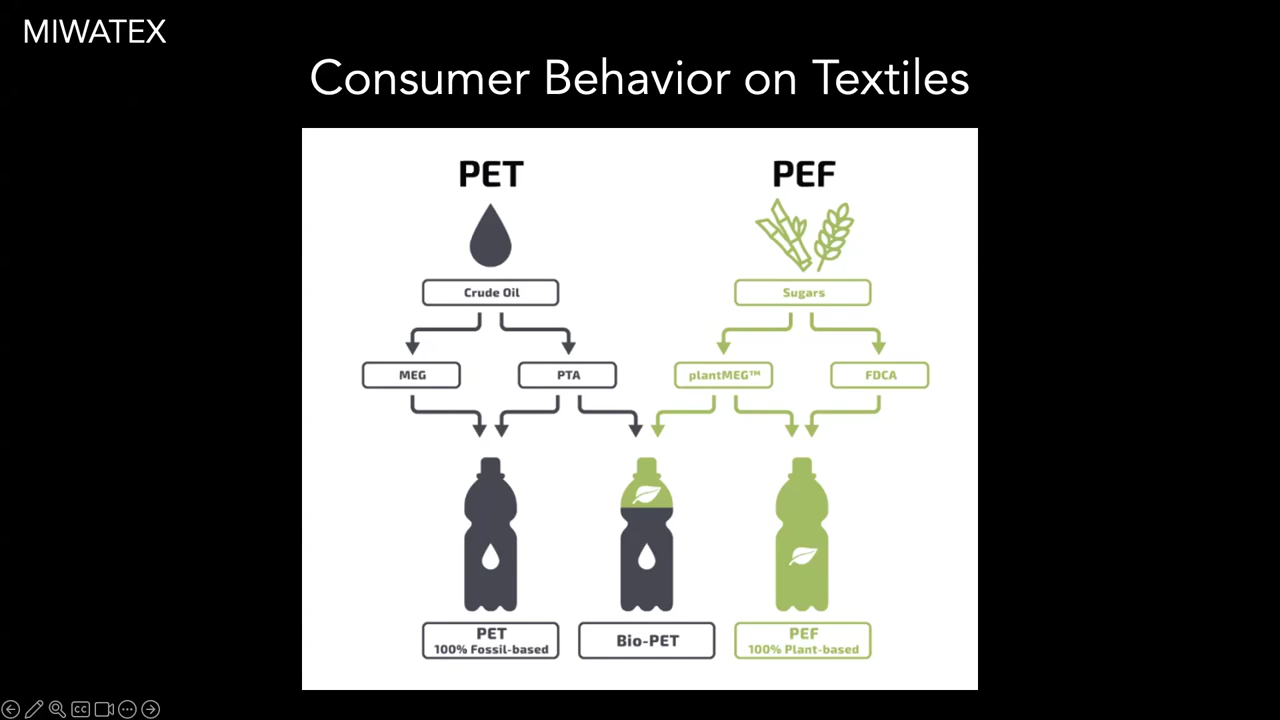 MIWATEX
Consumer Behavior on Textiles
PET
PEF
Crude Oil
Sugars
MEG
PTA
plantMEG™
FDCA
PET
100% Fossil-based
Bio-PET
PEF
100% Plant-based
CC